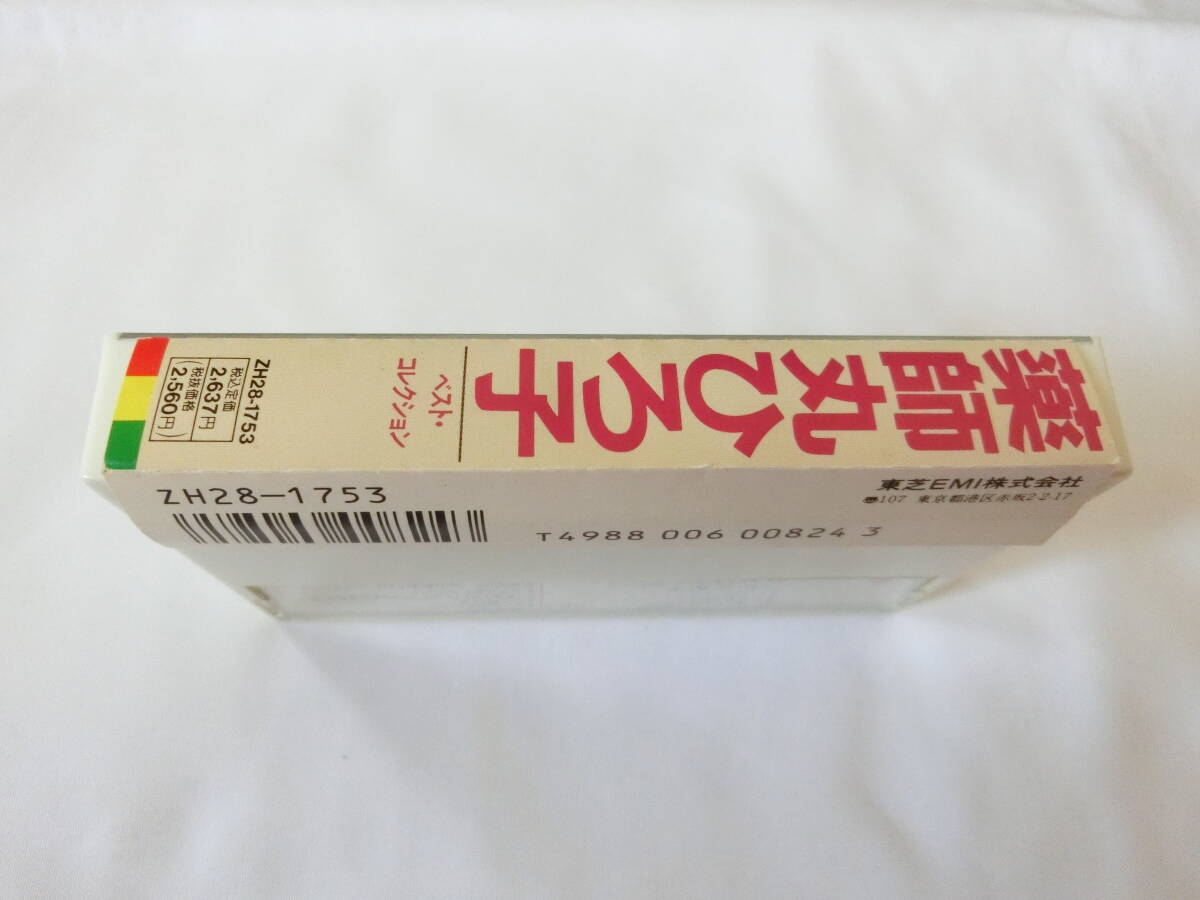 薬師丸ひろ子
ベスト・
コレクション
ZH28-1753
税込定価
2,637円
(税抜価格
2,560円)
ZH28-1753
東芝EMI株式会社
〠107 東京都港区赤坂2-2-17
T4988 006 00824 3